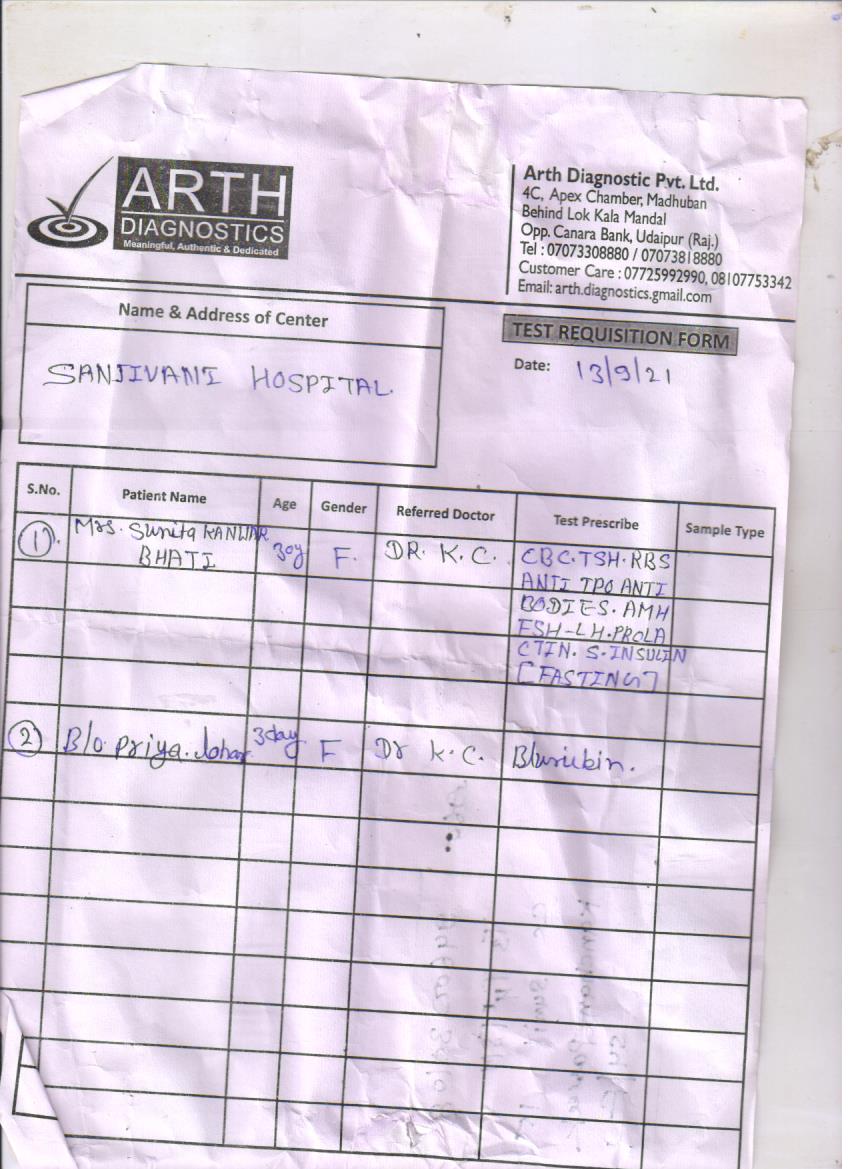 ARTH
DIAGNOSTICS
Meaningful, Authentic & Dedicated
Arth Diagnostic Pvt. Ltd.
4C, Apex Chamber, Madhuban
Behind Lok Kala Mandal
Opp. Canara Bank, Udaipur (Raj.)
Tel : 07073308880 / 07073818880
Customer Care : 07725992990, 08107753342
Email: arth.diagnostics.gmail.com
Name & Address of Center
TEST REQUISITION FORM
SANJIVANI HOSPITAL.
Date: 13/9/21
S.No. Patient Name Age Gender Referred Doctor Test Prescribe Sample Type
1). Mrs. Sunita KANWAR 30y F. DR. K. C. CBC. TSH. RBS
BHATI ANTI TPO ANTI
BODIES. AMH
FSH-LH. PROLA
CTIN. S. INSULIN
[FASTING]
2) B/o. Priya. lohar. 3day F Dr K.C. Blurubin.